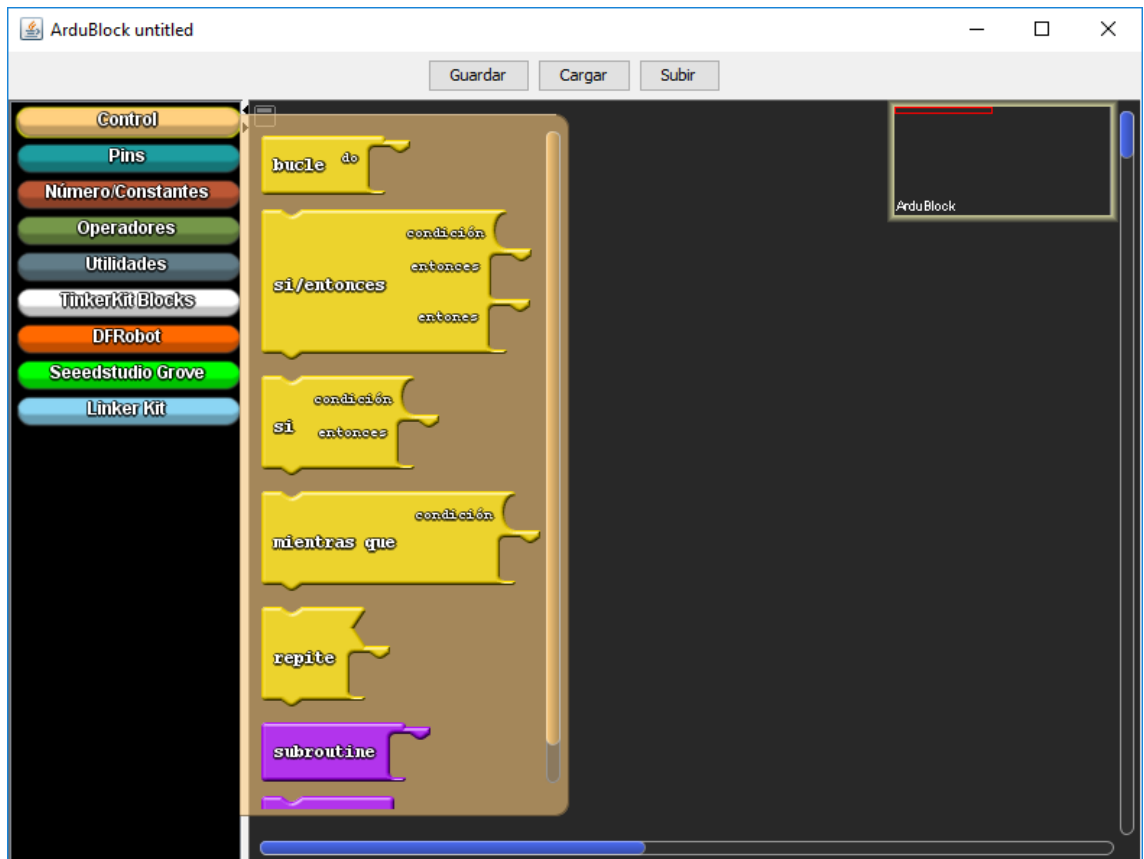 ArduBlock untitled
Guardar Cargar Subir
Control
Pins
Número/Constantes
Operadores
Utilidades
TinkerKit Blocks
DFRobot
Seeedstudio Grove
Linker Kit
bucle do
condición
entonces
si/entonces
entones
condición
si entonces
condición
mientras que
repite
subroutine
ArduBlock